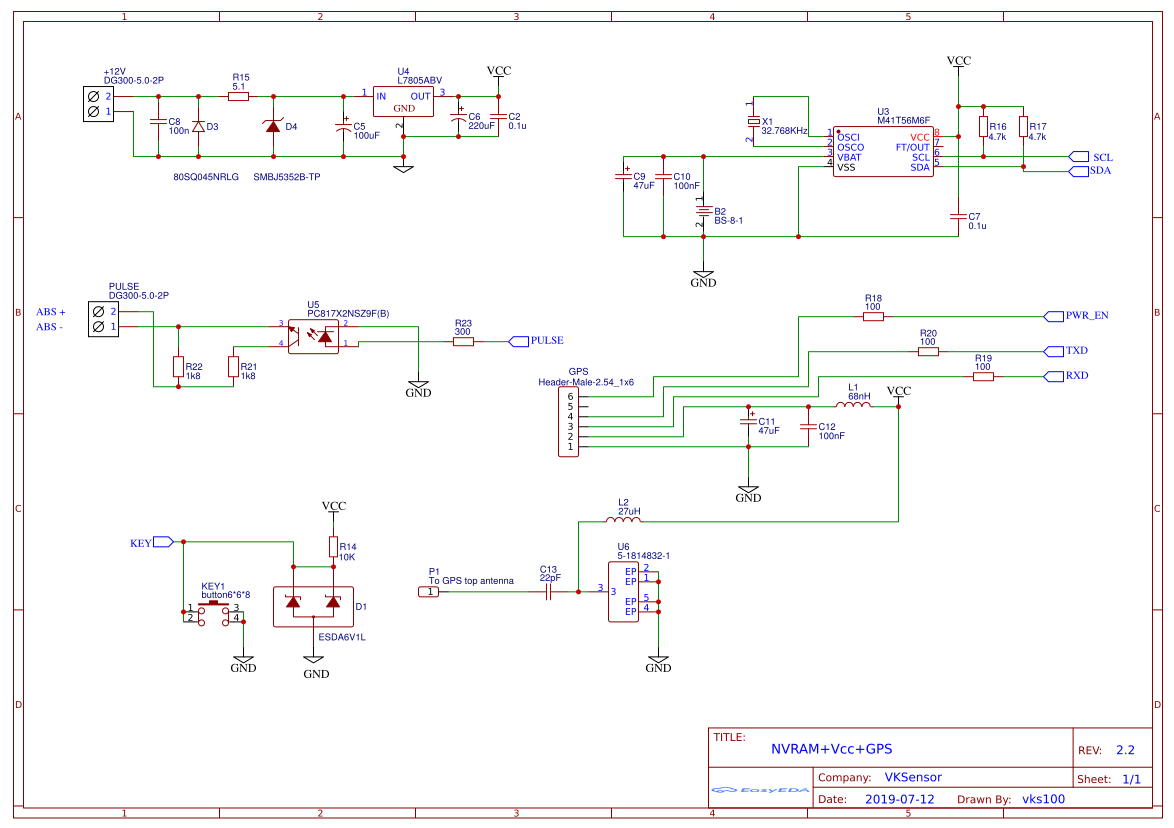 1 2 3 4 5
A A
B B
C C
D D
1 2 3 4 5
+12V
DG300-5.0-2P
2
1
C8
100n
D3
R15
5.1
D4
80SQ045NRLG SMBJ5352B-TP
+
C5
100uF
U4
L7805ABV
1 IN OUT 3
GND
2
+
C6
220uF
VCC
C2
0.1u
1
X1
32.768KHz
2
U3
M41T56M6F
1 OSCI VCC 8
2 OSCO FT/OUT 7
3 VBAT SCL 6
4 VSS SDA 5
VCC
R16
4.7k
R17
4.7k
SCL
SDA
+
C9
47uF
C10
100nF
1
B2
BS-8-1
2
C7
0.1u
GND
PULSE
DG300-5.0-2P
ABS + 2
ABS - 1
R22
1k8
R21
1k8
U5
PC817X2NSZ9F(B)
3 2
4 1
GND
R23
300
PULSE
R18
100
PWR_EN
R20
100
TXD
R19
100
RXD
GPS
Header-Male-2.54_1x6
6
5
4
3
2
1
+
C11
47uF
C12
100nF
L1
68nH
VCC
GND
L2
27uH
KEY
KEY1
button6*6*8
1 3
2 4
GND
VCC
R14
10K
D1
ESDA6V1L
GND
P1
To GPS top antenna
1
C13
22pF
U6
5-1814832-1
3 3
EP 2
EP 1
EP 5
EP 4
GND
TITLE:
NVRAM+Vcc+GPS
REV: 2.2
EasyEDA
Company: VKSensor
Sheet: 1/1
Date: 2019-07-12 Drawn By: vks100